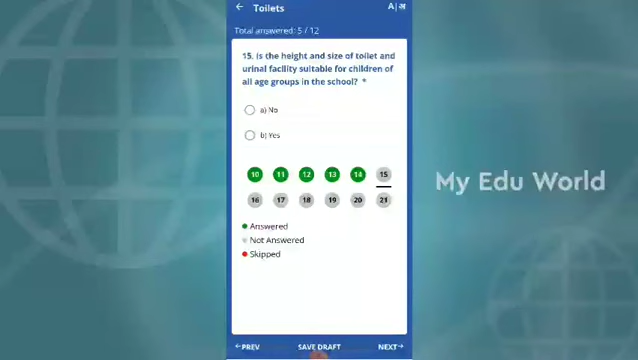 ← Toilets A|अ
Total answered: 5 / 12
15. Is the height and size of toilet and
urinal facility suitable for children of
all age groups in the school? *
a) No
b) Yes
10 11 12 13 14 15
16 17 18 19 20 21
Answered
Not Answered
Skipped
←PREV SAVE DRAFT NEXT→
My Edu World